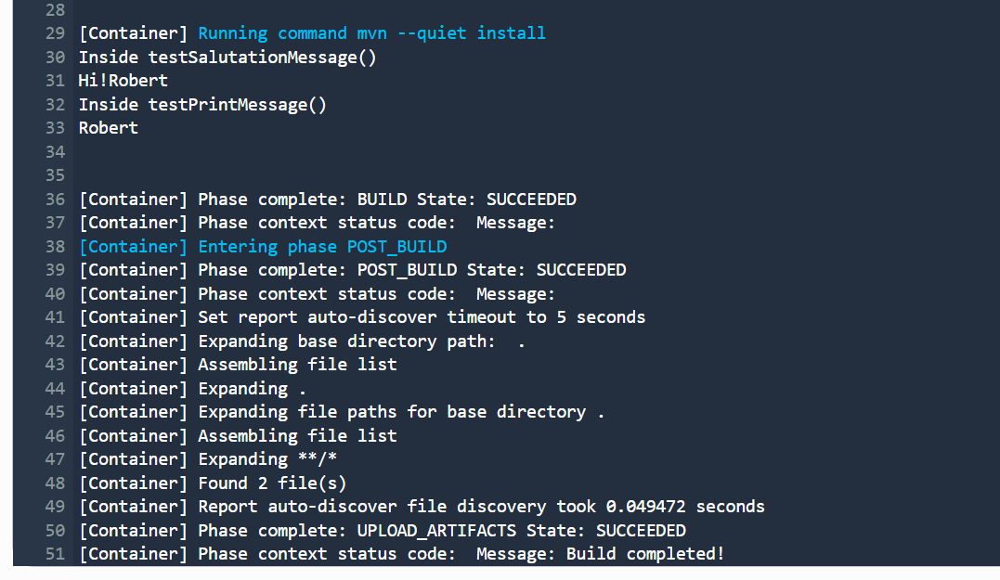 28
29 [Container] Running command mvn --quiet install
30 Inside testSalutationMessage()
31 Hi!Robert
32 Inside testPrintMessage()
33 Robert
34
35
36 [Container] Phase complete: BUILD State: SUCCEEDED
37 [Container] Phase context status code:  Message:
38 [Container] Entering phase POST_BUILD
39 [Container] Phase complete: POST_BUILD State: SUCCEEDED
40 [Container] Phase context status code:  Message:
41 [Container] Set report auto-discover timeout to 5 seconds
42 [Container] Expanding base directory path:  .
43 [Container] Assembling file list
44 [Container] Expanding .
45 [Container] Expanding file paths for base directory .
46 [Container] Assembling file list
47 [Container] Expanding **/*
48 [Container] Found 2 file(s)
49 [Container] Report auto-discover file discovery took 0.049472 seconds
50 [Container] Phase complete: UPLOAD_ARTIFACTS State: SUCCEEDED
51 [Container] Phase context status code:  Message: Build completed!